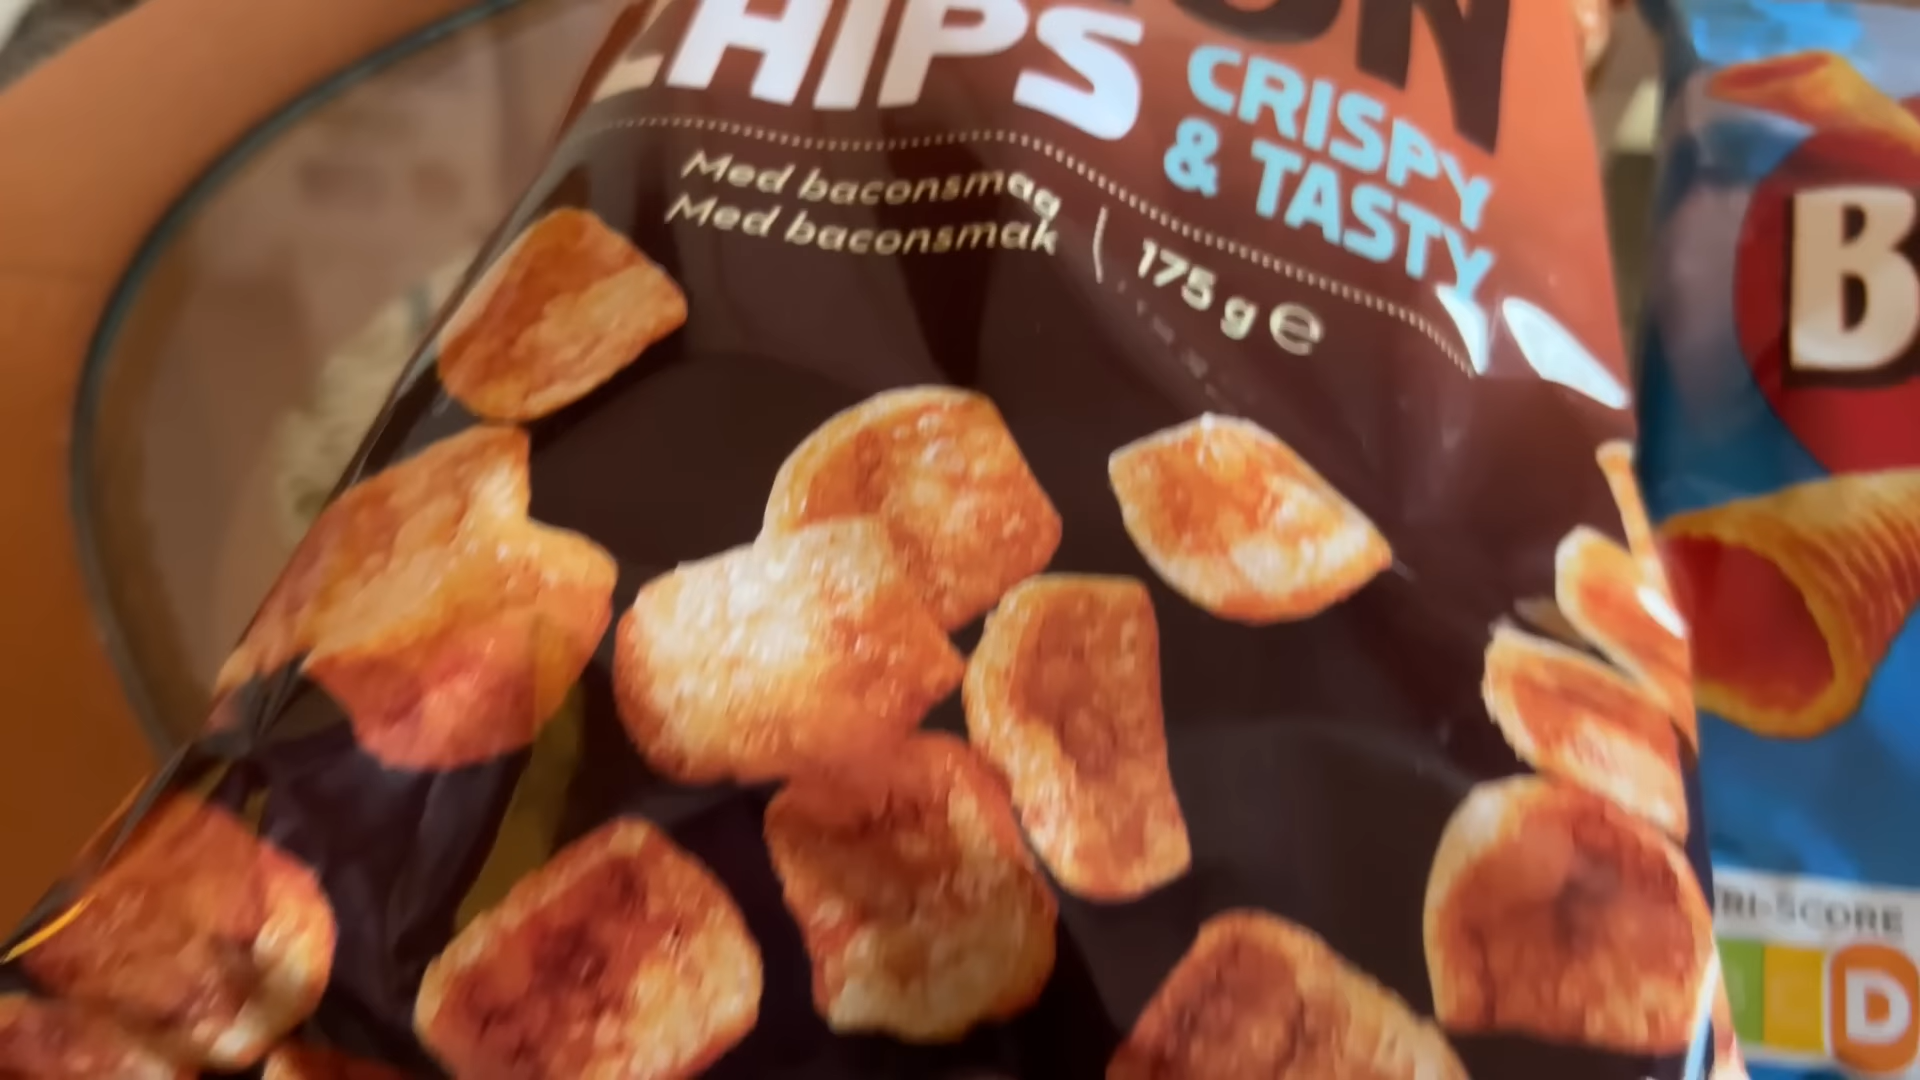 CHIPS
CRISPY
& TASTY
Med baconsmag
Med baconsmak
175 g ℮
B
RI-SCORE
D